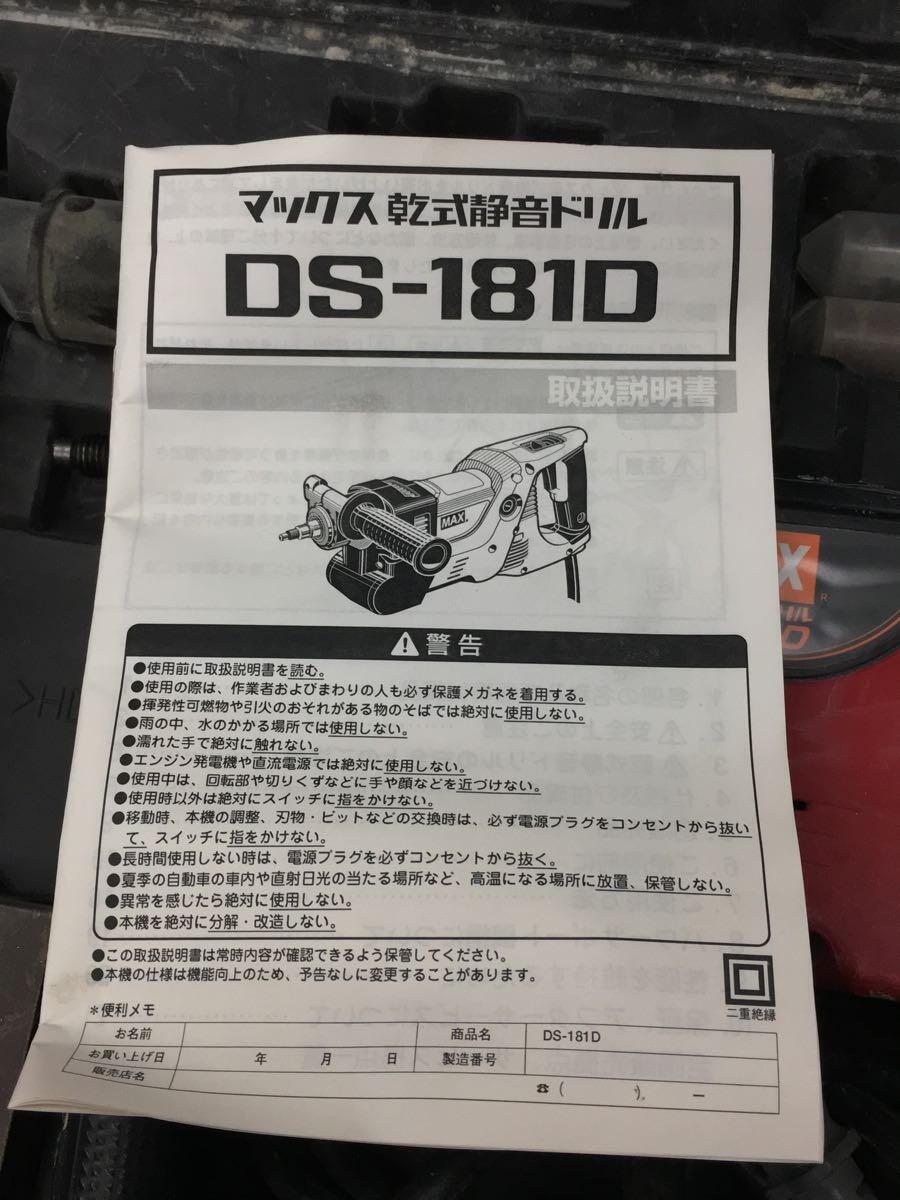 マックス 乾式静音ドリル
DS-181D
取扱説明書
MAX
警告
●使用前に取扱説明書を読む。
●使用の際は、作業者およびまわりの人も必ず保護メガネを着用する。
●揮発性可燃物や引火のおそれがある物のそばでは絶対に使用しない。
●雨の中、水のかかる場所では使用しない。
●濡れた手で絶対に触れない。
●エンジン発電機や直流電源では絶対に使用しない。
●使用中は、回転部や切りくずなどに手や顔などを近づけない。
●使用時以外は絶対にスイッチに指をかけない。
●移動時、本機の調整、刃物・ビットなどの交換時は、必ず電源プラグをコンセントから抜い
て、スイッチに指をかけない。
●長時間使用しない時は、電源プラグを必ずコンセントから抜く。
●夏季の自動車の車内や直射日光の当たる場所など、高温になる場所に放置、保管しない。
●異常を感じたら絶対に使用しない。
●本機を絶対に分解・改造しない。
●この取扱説明書は常時内容が確認できるよう保管してください。
●本機の仕様は機能向上のため、予告なしに変更することがあります。
二重絶縁
＊便利メモ
お名前 商品名 DS-181D
お買い上げ日 年 月 日 製造番号
販売店名 ☎( ). −
X
R
リル
D